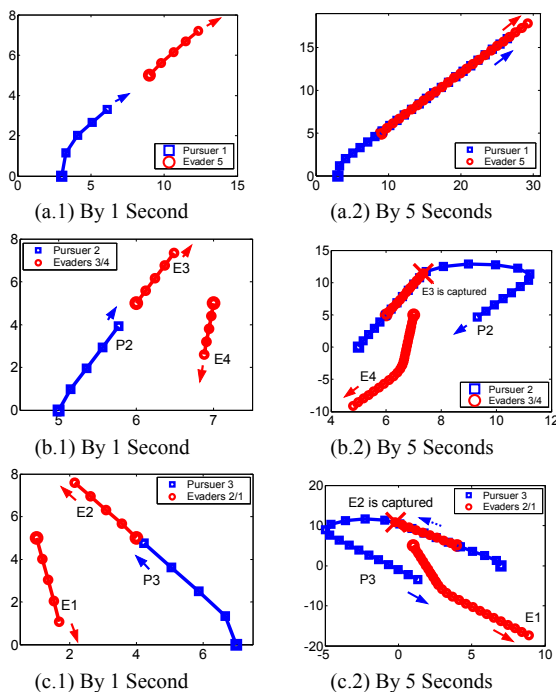 8
6
4
2
0
0 5 10 15
Pursuer 1
Evader 5
(a.1) By 1 Second
15
10
5
0
0 10 20 30
Pursuer 1
Evader 5
(a.2) By 5 Seconds
8
6
4
2
0
5 6 7
Pursuer 2
Evaders 3/4
E3
P2
E4
(b.1) By 1 Second
15
10
5
0
-5
-10
4 6 8 10 12
E3 is captured
P2
E4
Pursuer 2
Evaders 3/4
(b.2) By 5 Seconds
8
6
4
2
0
2 4 6
Pursuer 3
Evaders 2/1
E2
P3
E1
(c.1) By 1 Second
20
10
0
-10
-20
-5 0 5 10
Pursuer 3
Evaders 2/1
E2 is captured
P3
E1
(c.2) By 5 Seconds